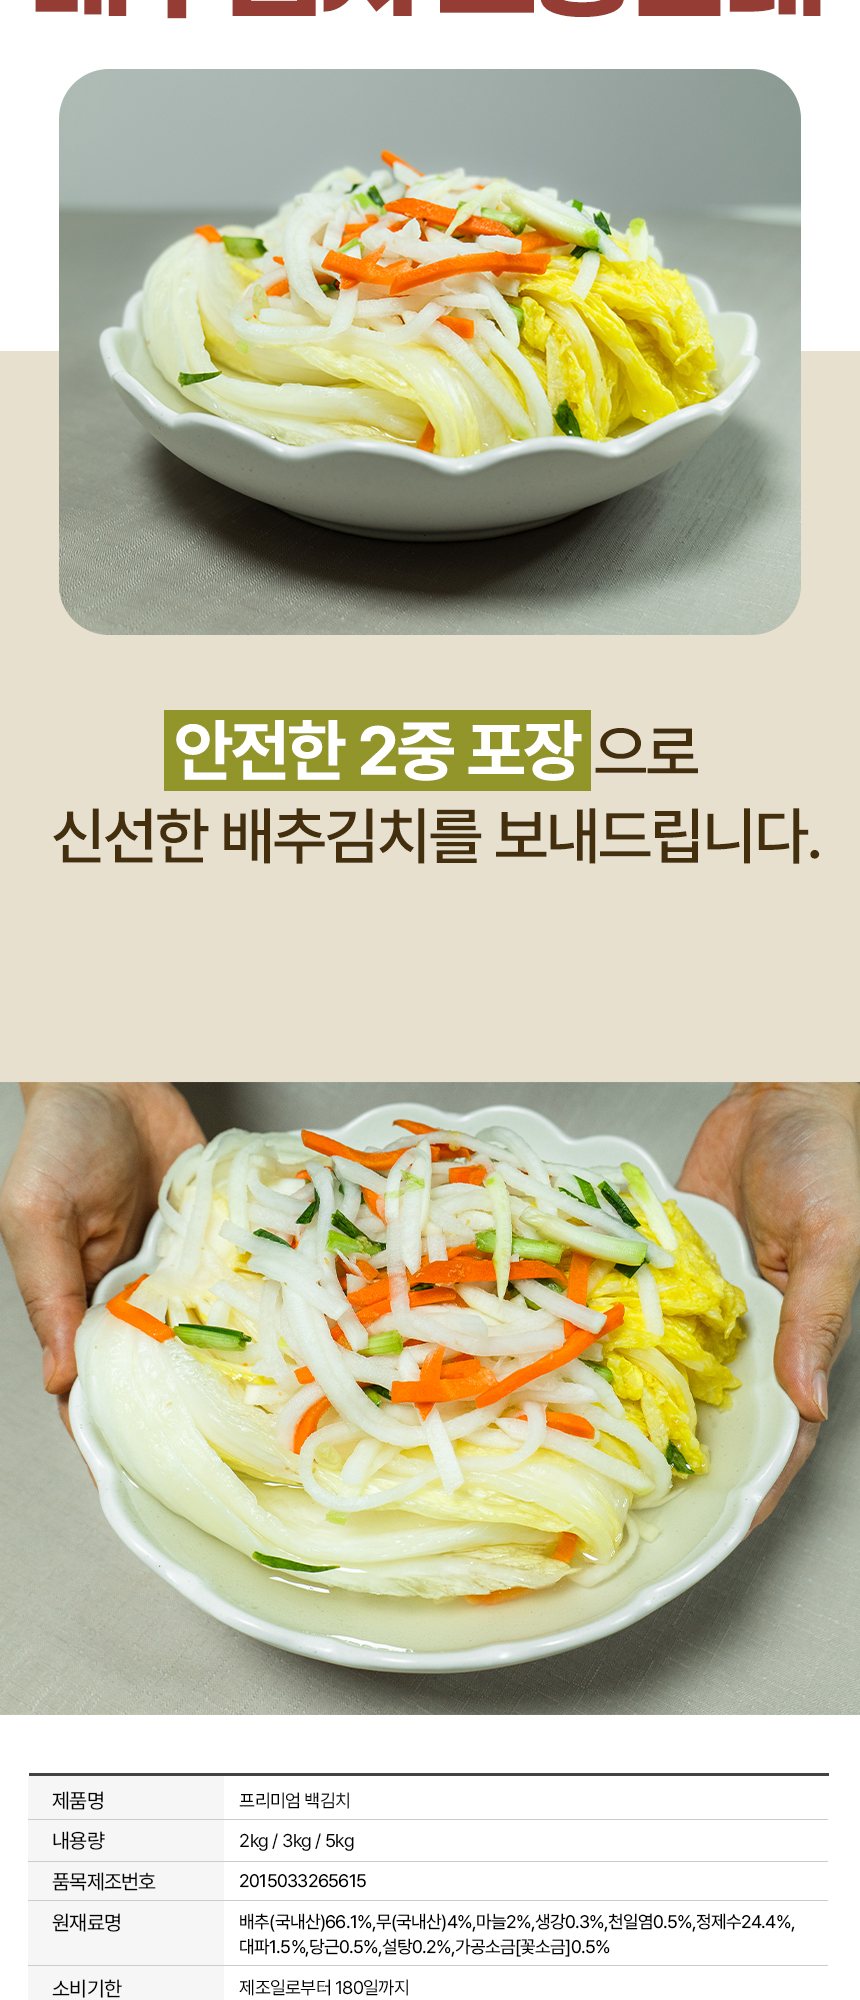 안전한 2중 포장으로
신선한 배추김치를 보내드립니다.
제품명 프리미엄 백김치
내용량 2kg / 3kg / 5kg
품목제조번호 2015033265615
원재료명 배추(국내산)66.1%,무(국내산)4%,마늘2%,생강0.3%,천일염0.5%,정제수24.4%,
대파1.5%,당근0.5%,설탕0.2%,가공소금[꽃소금]0.5%
소비기한 제조일로부터 180일까지